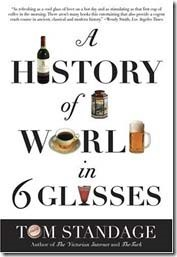 "As refreshing as a cool glass of beer on a hot day and as stimulating as that first cup of
coffee in the morning. There aren't many books this entertaining that also provide a cogent
crash course in ancient, classical and modern history." —Wendy Smith, Los Angeles Times
A
HISTORY
of
WORLD
in
6 GLASSES
TOM STANDAGE
Author of The Victorian Internet and The Turk